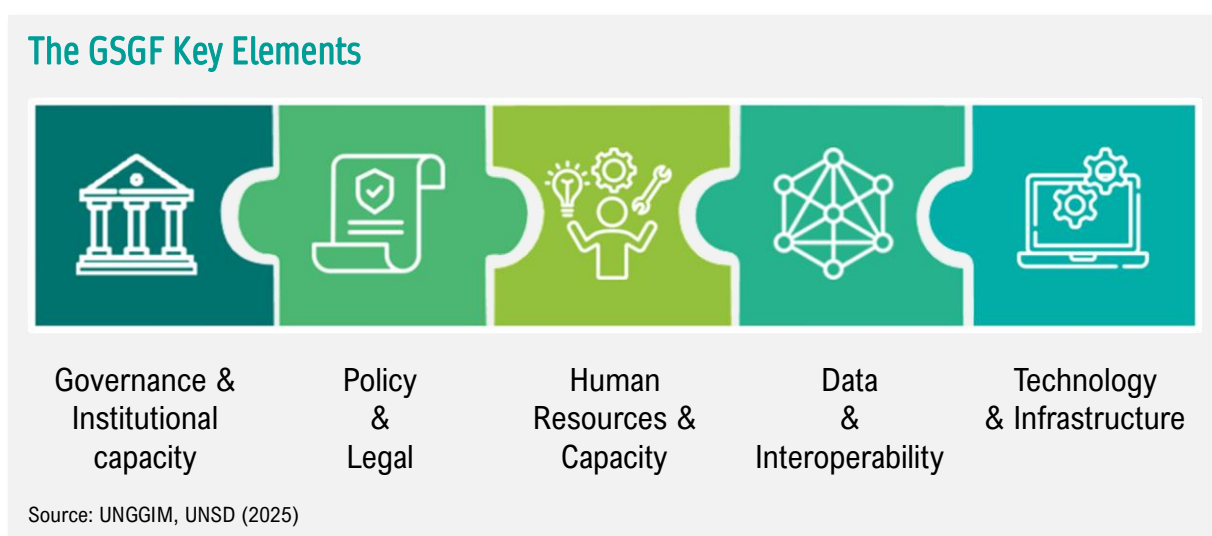 The GSGF Key Elements
Governance &
Institutional
capacity
Policy
&
Legal
Human
Resources &
Capacity
Data
&
Interoperability
Technology
& Infrastructure
Source: UNGGIM, UNSD (2025)